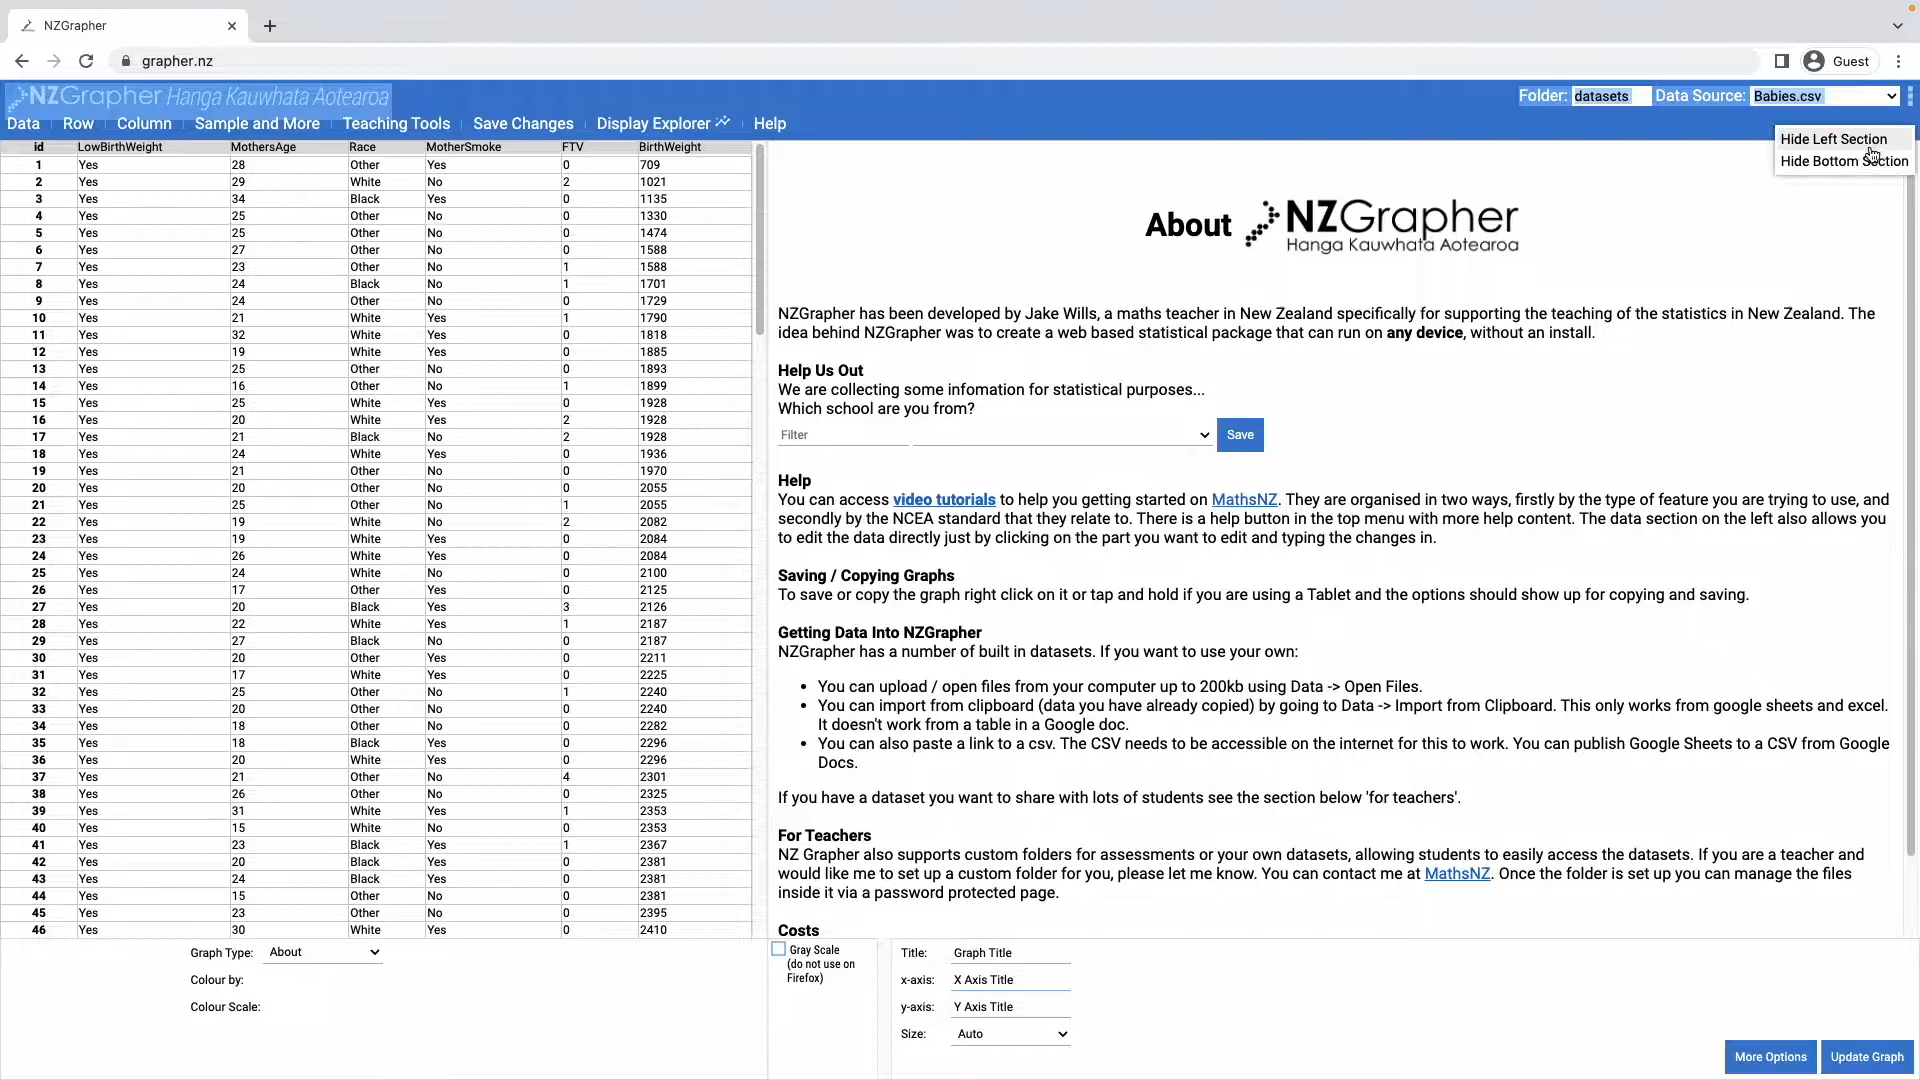 NZGrapher
grapher.nz
Guest
NZGrapher Hanga Kauwhata Aotearoa
Folder: datasets Data Source: Babies.csv
Data Row Column Sample and More Teaching Tools Save Changes Display Explorer Help
Hide Left Section
Hide Bottom Section
id LowBirthWeight MothersAge Race MotherSmoke FTV BirthWeight
1 Yes 28 Other Yes 0 709
2 Yes 29 White No 2 1021
3 Yes 34 Black Yes 0 1135
4 Yes 25 Other No 0 1330
5 Yes 25 Other No 0 1474
6 Yes 27 Other No 0 1588
7 Yes 23 Other No 1 1588
8 Yes 24 Black No 1 1701
9 Yes 24 Other No 0 1729
10 Yes 21 White Yes 1 1790
11 Yes 32 White Yes 0 1818
12 Yes 19 White Yes 0 1885
13 Yes 25 Other No 0 1893
14 Yes 16 Other No 1 1899
15 Yes 25 White Yes 0 1928
16 Yes 20 White Yes 2 1928
17 Yes 21 Black No 2 1928
18 Yes 24 White Yes 0 1936
19 Yes 21 Other No 0 1970
20 Yes 20 Other No 0 2055
21 Yes 25 Other No 1 2055
22 Yes 19 White No 2 2082
23 Yes 19 White Yes 0 2084
24 Yes 26 White Yes 0 2084
25 Yes 24 White No 0 2100
26 Yes 17 Other Yes 0 2125
27 Yes 20 Black Yes 3 2126
28 Yes 22 White Yes 1 2187
29 Yes 27 Black No 0 2187
30 Yes 20 Other Yes 0 2211
31 Yes 17 White Yes 0 2225
32 Yes 25 Other No 1 2240
33 Yes 20 Other No 0 2240
34 Yes 18 Other No 0 2282
35 Yes 18 Black Yes 0 2296
36 Yes 20 White Yes 0 2296
37 Yes 21 Other No 4 2301
38 Yes 26 Other No 0 2325
39 Yes 31 White Yes 1 2353
40 Yes 15 White No 0 2353
41 Yes 23 Black Yes 1 2367
42 Yes 20 Black Yes 0 2381
43 Yes 24 Black Yes 0 2381
44 Yes 15 Other No 0 2381
45 Yes 23 Other No 0 2395
46 Yes 30 White Yes 0 2410
About NZGrapher
Hanga Kauwhata Aotearoa
NZGrapher has been developed by Jake Wills, a maths teacher in New Zealand specifically for supporting the teaching of the statistics in New Zealand. The
idea behind NZGrapher was to create a web based statistical package that can run on any device, without an install.
Help Us Out
We are collecting some infomation for statistical purposes...
Which school are you from?
Filter Save
Help
You can access video tutorials to help you getting started on MathsNZ. They are organised in two ways, firstly by the type of feature you are trying to use, and
secondly by the NCEA standard that they relate to. There is a help button in the top menu with more help content. The data section on the left also allows you
to edit the data directly just by clicking on the part you want to edit and typing the changes in.
Saving / Copying Graphs
To save or copy the graph right click on it or tap and hold if you are using a Tablet and the options should show up for copying and saving.
Getting Data Into NZGrapher
NZGrapher has a number of built in datasets. If you want to use your own:
• You can upload / open files from your computer up to 200kb using Data -> Open Files.
• You can import from clipboard (data you have already copied) by going to Data -> Import from Clipboard. This only works from google sheets and excel.
It doesn't work from a table in a Google doc.
• You can also paste a link to a csv. The CSV needs to be accessible on the internet for this to work. You can publish Google Sheets to a CSV from Google
Docs.
If you have a dataset you want to share with lots of students see the section below 'for teachers'.
For Teachers
NZ Grapher also supports custom folders for assessments or your own datasets, allowing students to easily access the datasets. If you are a teacher and
would like me to set up a custom folder for you, please let me know. You can contact me at MathsNZ. Once the folder is set up you can manage the files
inside it via a password protected page.
Costs
Graph Type: About
Colour by:
Colour Scale:
Gray Scale
(do not use on
Firefox)
Title: Graph Title
x-axis: X Axis Title
y-axis: Y Axis Title
Size: Auto
More Options Update Graph